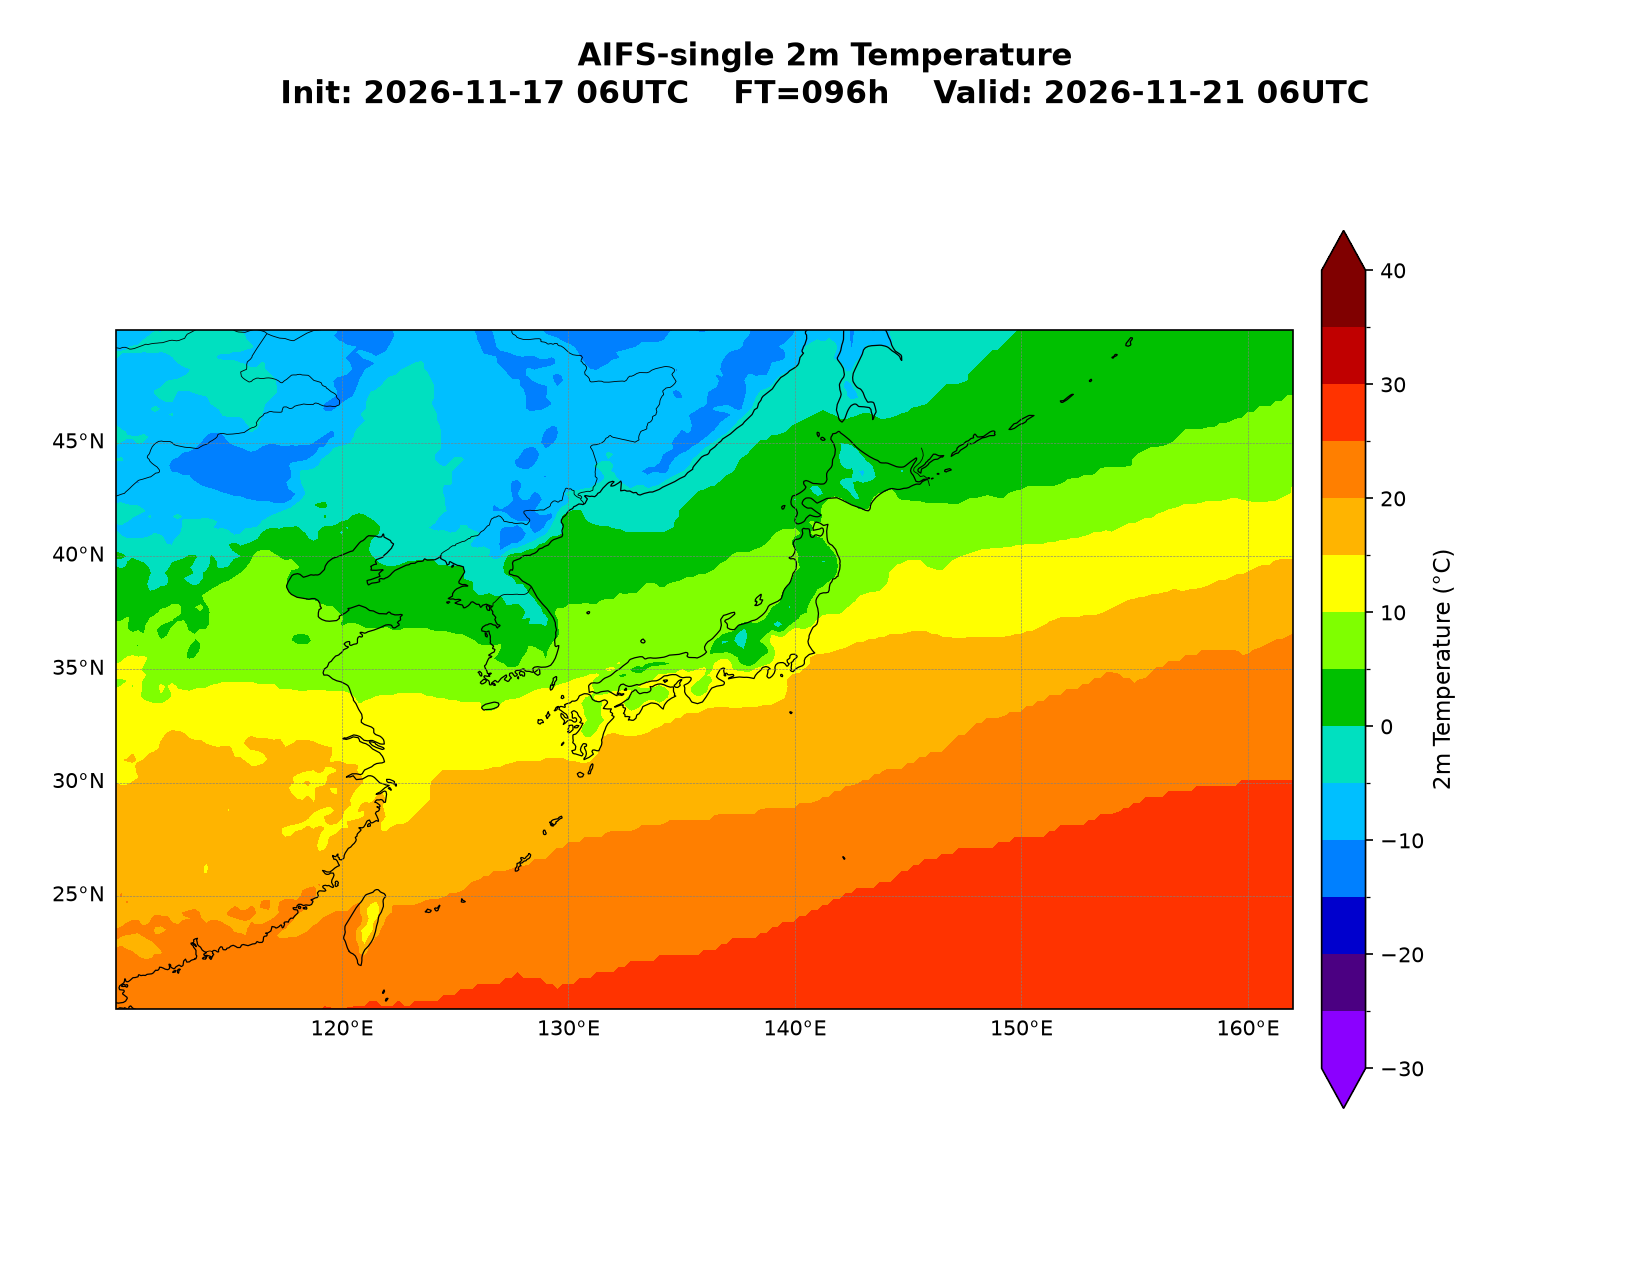 AIFS-single 2m Temperature
Init: 2026-11-17 06UTC    FT=096h    Valid: 2026-11-21 06UTC
45°N
40°N
35°N
30°N
25°N
120°E
130°E
140°E
150°E
160°E
40
30
20
10
0
−10
−20
−30
2m Temperature (°C)